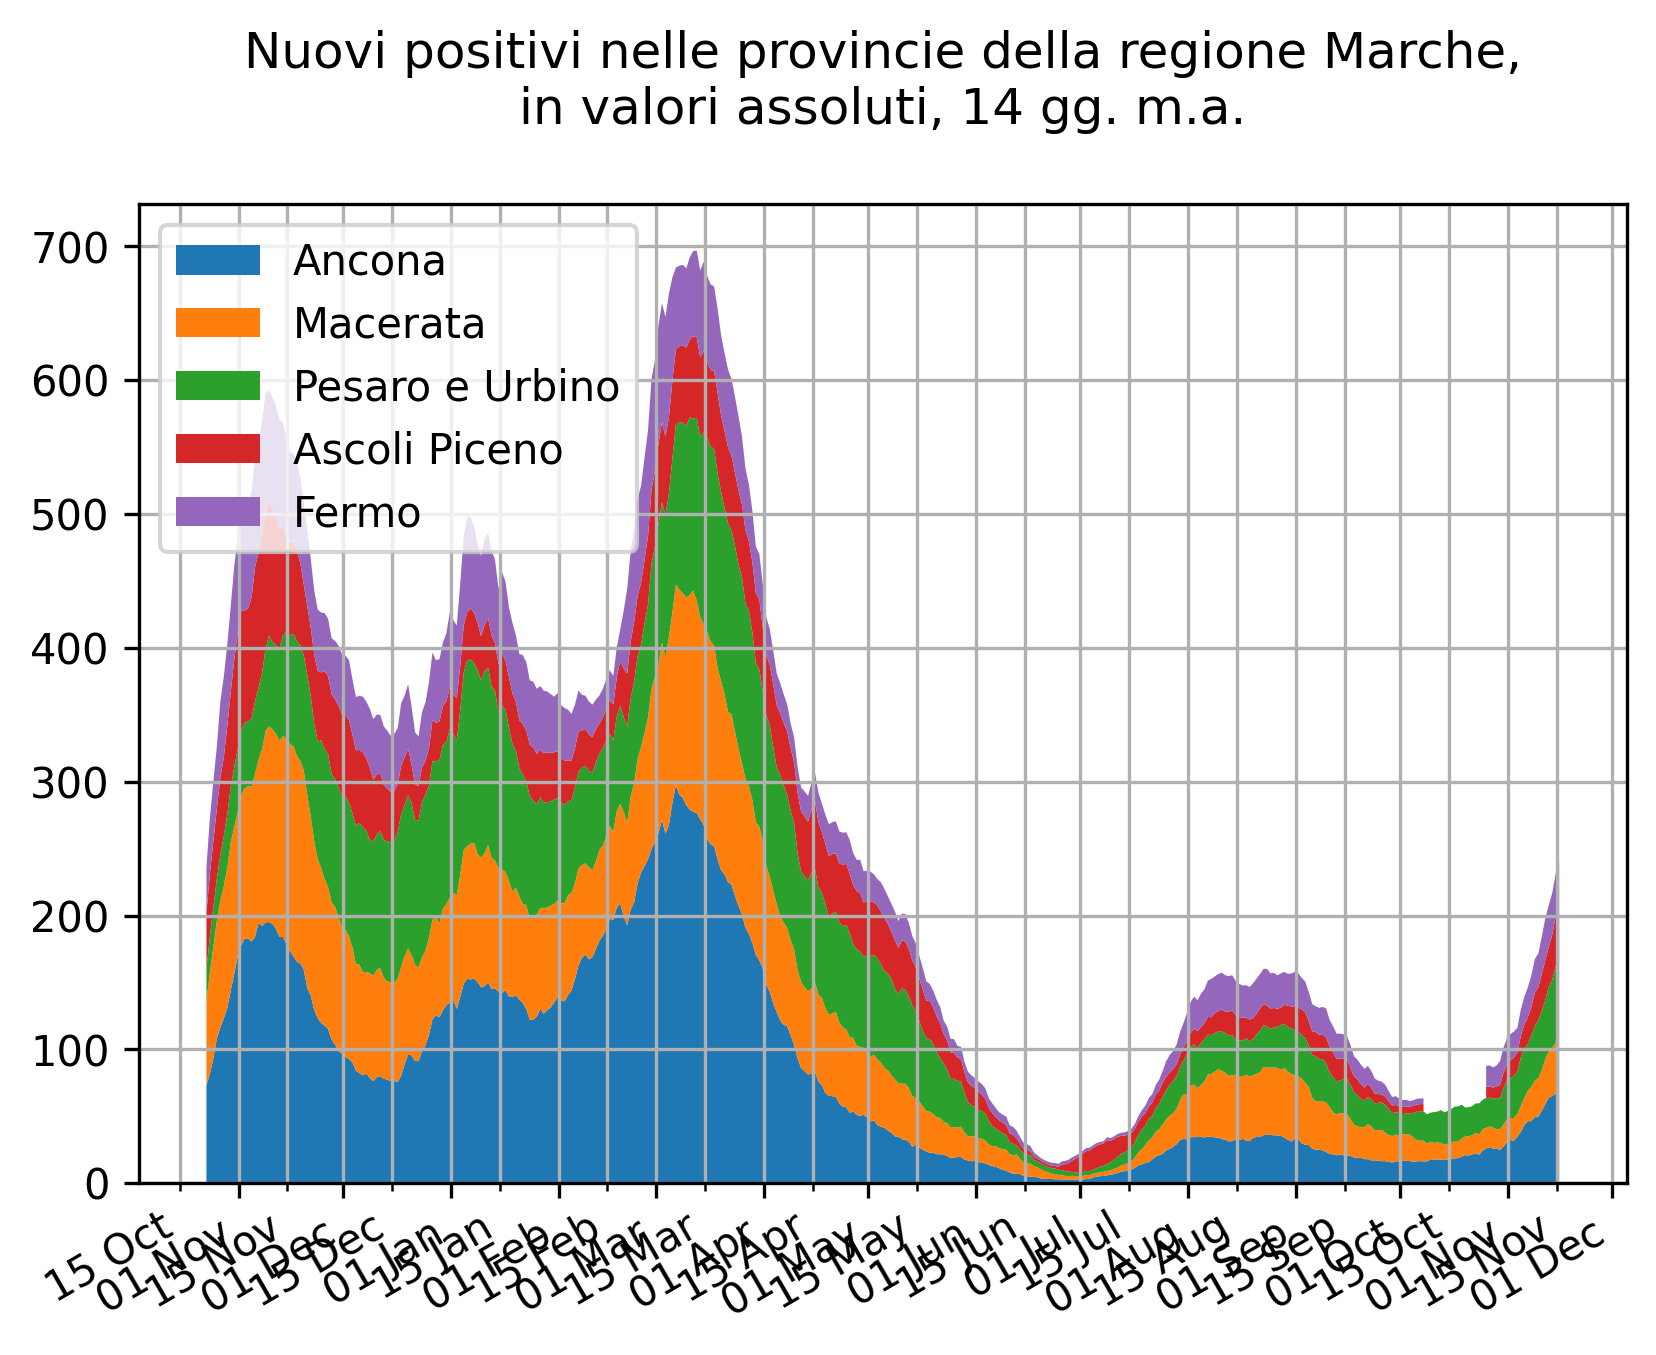 Nuovi positivi nelle provincie della regione Marche,
in valori assoluti, 14 gg. m.a.
700
600
500
400
300
200
100
0
Ancona
Macerata
Pesaro e Urbino
Ascoli Piceno
Fermo
15 Oct
01 Nov
15 Nov
01 Dec
15 Dec
01 Jan
15 Jan
01 Feb
15 Feb
01 Mar
15 Mar
01 Apr
15 Apr
01 May
15 May
01 Jun
15 Jun
01 Jul
15 Jul
01 Aug
15 Aug
01 Sep
15 Sep
01 Oct
15 Oct
01 Nov
15 Nov
01 Dec